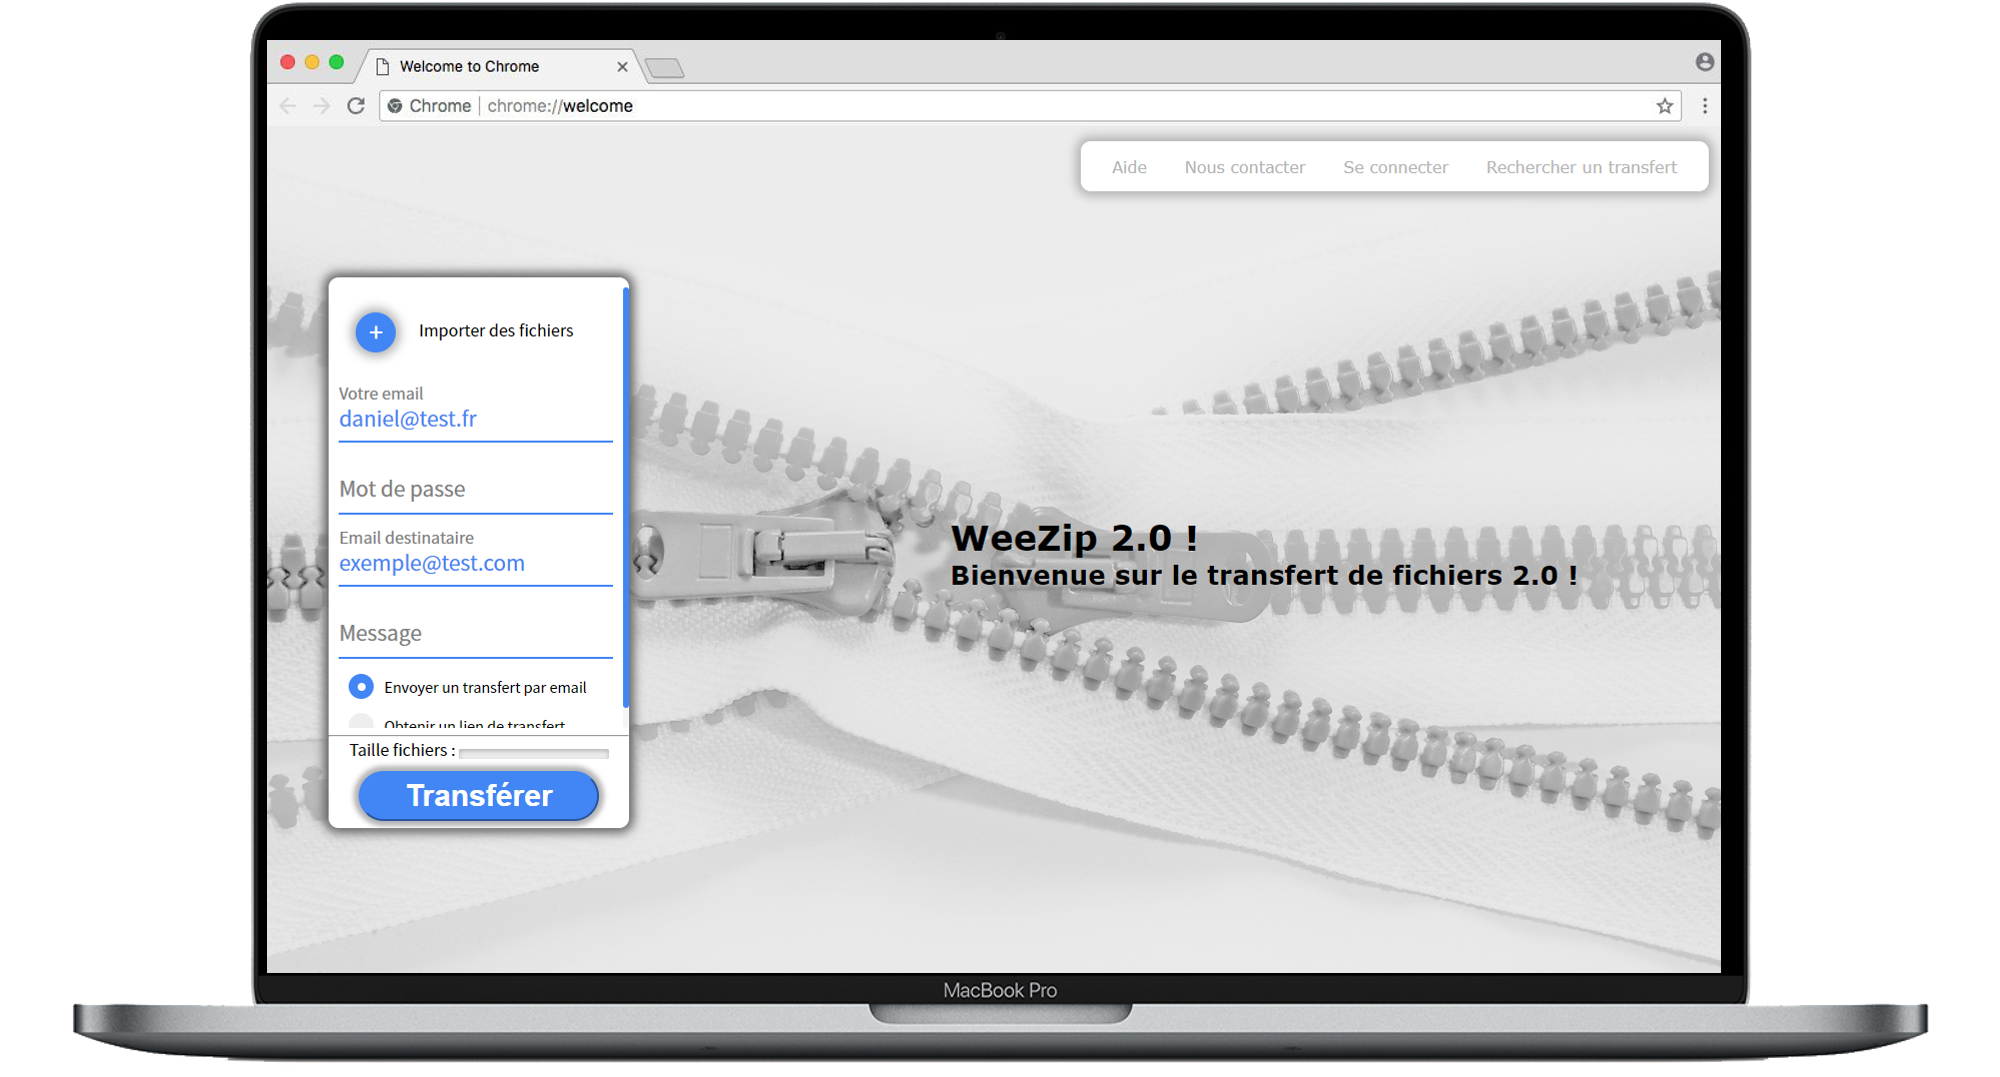 Welcome to Chrome
Chrome | chrome://welcome
Aide Nous contacter Se connecter Rechercher un transfert
+ Importer des fichiers
Votre email
daniel@test.fr
Mot de passe
Email destinataire
exemple@test.com
Message
Envoyer un transfert par email
Obtenir un lien de transfert
Taille fichiers :
Transférer
WeeZip 2.0 !
Bienvenue sur le transfert de fichiers 2.0 !
MacBook Pro